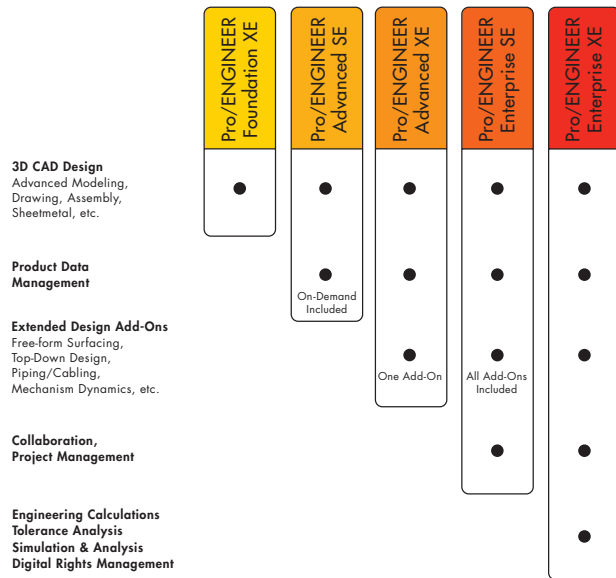 Pro/ENGINEER
Foundation XE
Pro/ENGINEER
Advanced SE
Pro/ENGINEER
Advanced XE
Pro/ENGINEER
Enterprise SE
Pro/ENGINEER
Enterprise XE
3D CAD Design
Advanced Modeling,
Drawing, Assembly,
Sheetmetal, etc.
Product Data
Management
On-Demand
Included
Extended Design Add-Ons
Free-form Surfacing,
Top-Down Design,
Piping/Cabling,
Mechanism Dynamics, etc.
One Add-On
All Add-Ons
Included
Collaboration,
Project Management
Engineering Calculations
Tolerance Analysis
Simulation & Analysis
Digital Rights Management